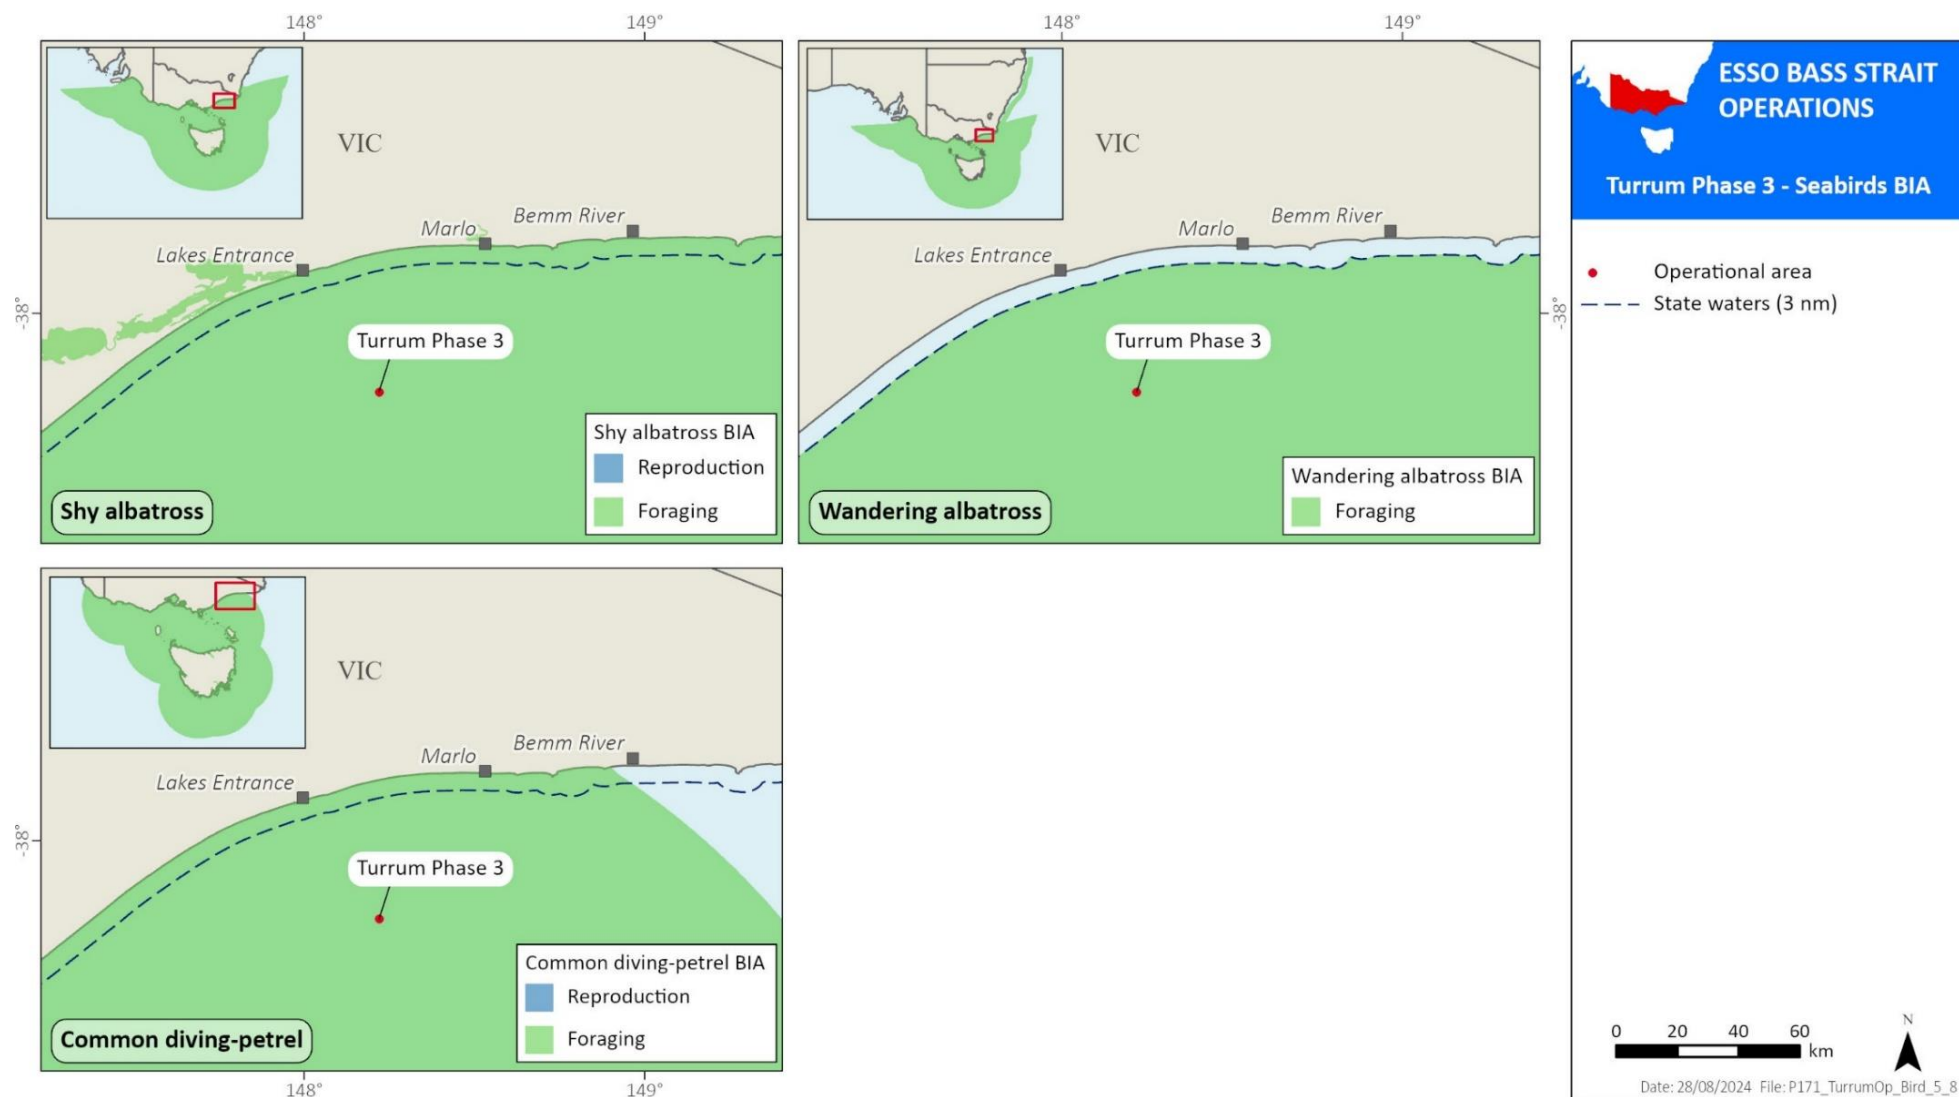 148°
149°
148°
149°
VIC
Bemm River
Marlo
Lakes Entrance
-38°
Turrum Phase 3
Shy albatross BIA
Reproduction
Foraging
Shy albatross
VIC
Bemm River
Marlo
Lakes Entrance
-38°
Turrum Phase 3
Wandering albatross BIA
Foraging
Wandering albatross
ESSO BASS STRAIT
OPERATIONS
Turrum Phase 3 - Seabirds BIA
Operational area
State waters (3 nm)
VIC
Bemm River
Marlo
Lakes Entrance
-38°
Turrum Phase 3
Common diving-petrel BIA
Reproduction
Foraging
Common diving-petrel
148°
149°
N
0 20 40 60
km
Date: 28/08/2024 File: P171_TurrumOp_Bird_5_8